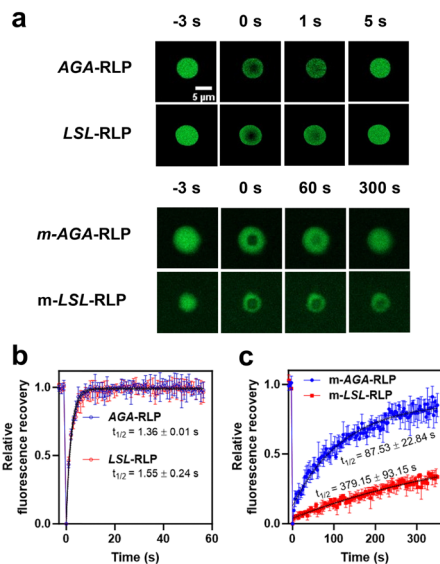 a
-3 s 0 s 1 s 5 s
AGA-RLP
5 µm
LSL-RLP
-3 s 0 s 60 s 300 s
m-AGA-RLP
m-LSL-RLP
b
Relative
fluorescence recovery
1.0
0.5
0.0
AGA-RLP
t1/2 = 1.36 ± 0.01 s
LSL-RLP
t1/2 = 1.55 ± 0.24 s
0 20 40 60
Time (s)
c
Relative
fluorescence recovery
1.0
0.5
0.0
m-AGA-RLP
m-LSL-RLP
t1/2 = 87.53 ± 22.84 s
t1/2 = 379.15 ± 93.15 s
0 100 200 300
Time (s)